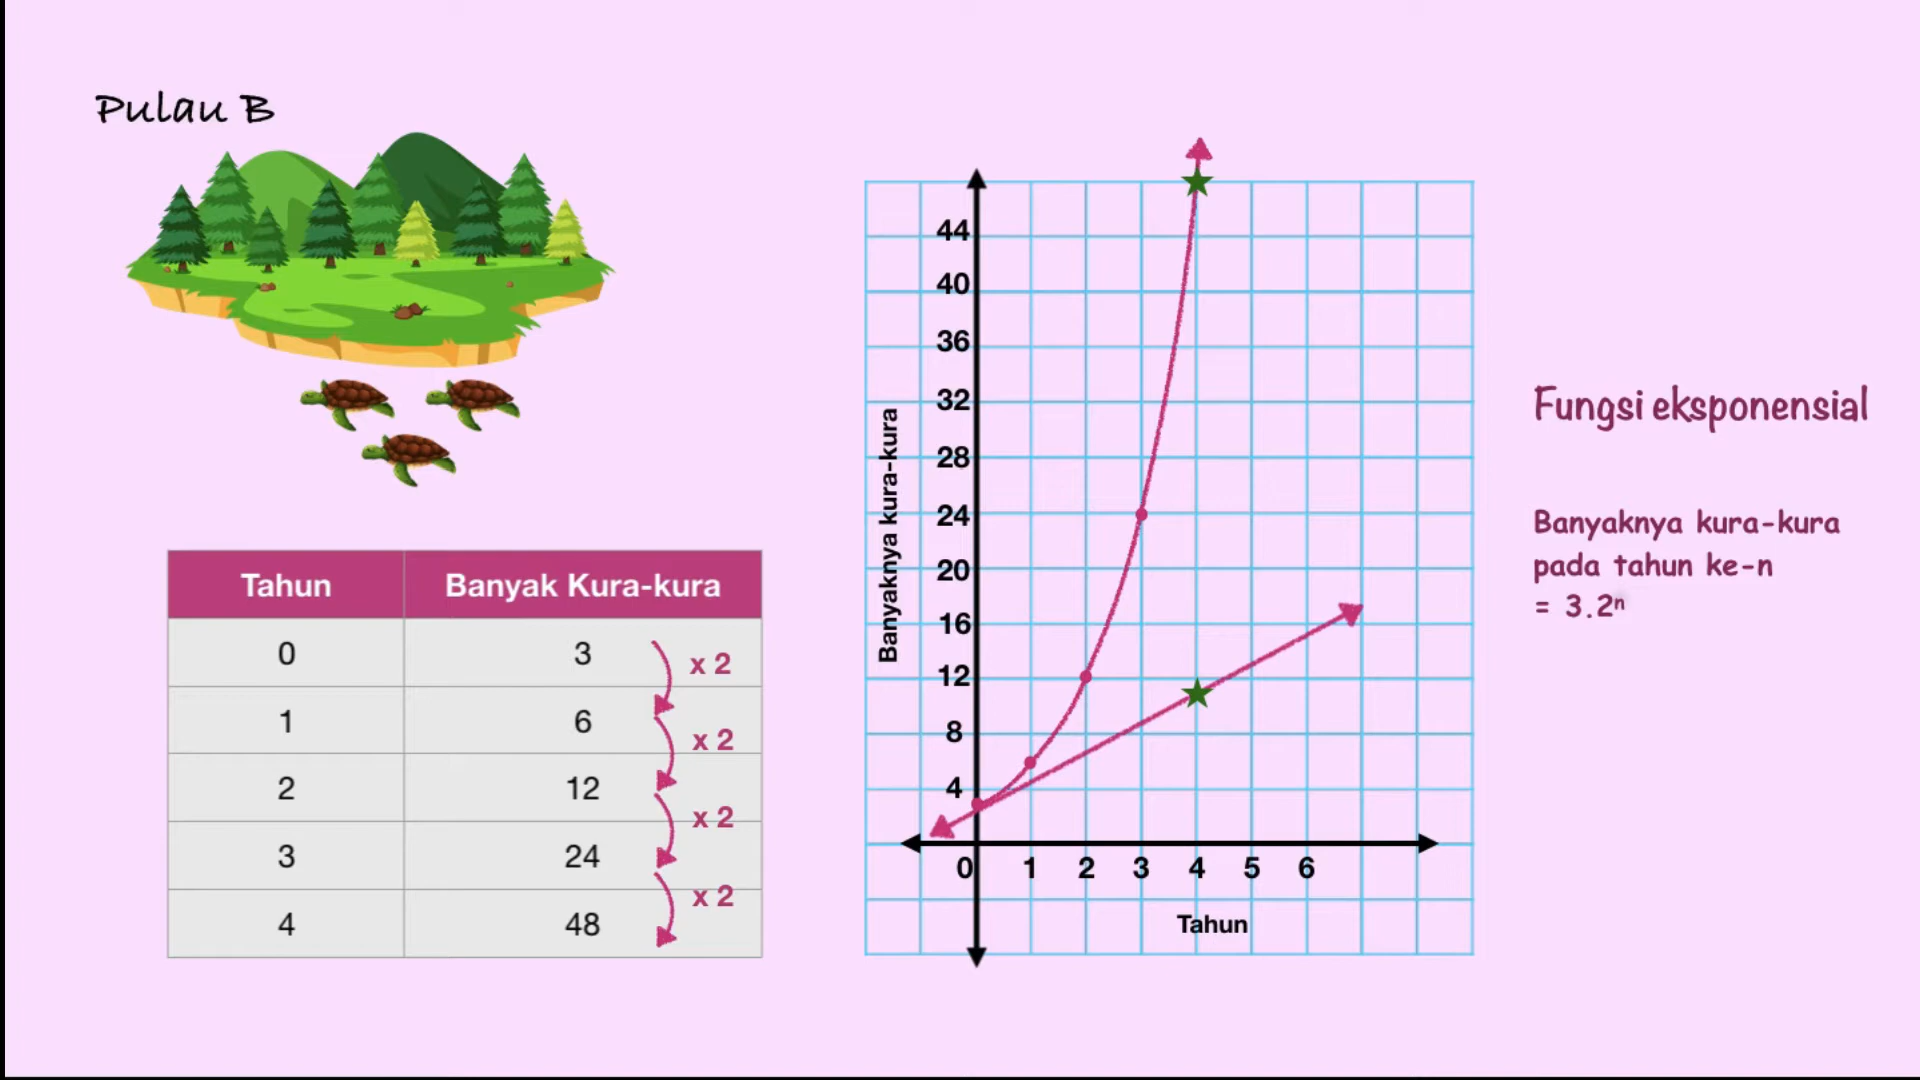 Pulau B
Tahun Banyak Kura-kura
0 3
x 2
1 6
x 2
2 12
x 2
3 24
x 2
4 48
Banyaknya kura-kura
44
40
36
32
28
24
20
16
12
8
4
0 1 2 3 4 5 6
Tahun
Fungsi eksponensial
Banyaknya kura-kura
pada tahun ke-n
= 3.2ⁿ